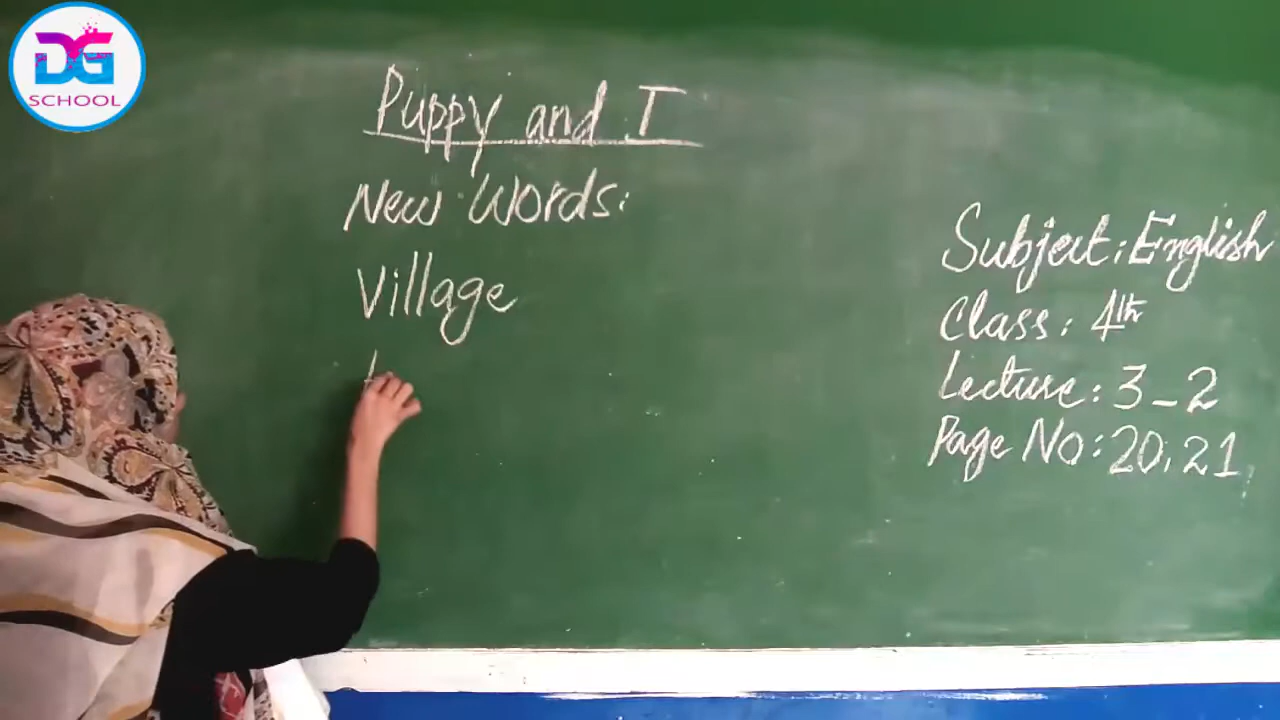 DG
SCHOOL
Puppy and I
New Words:
Village
Subject: English
Class: 4th
Lecture: 3-2
Page No: 20, 21